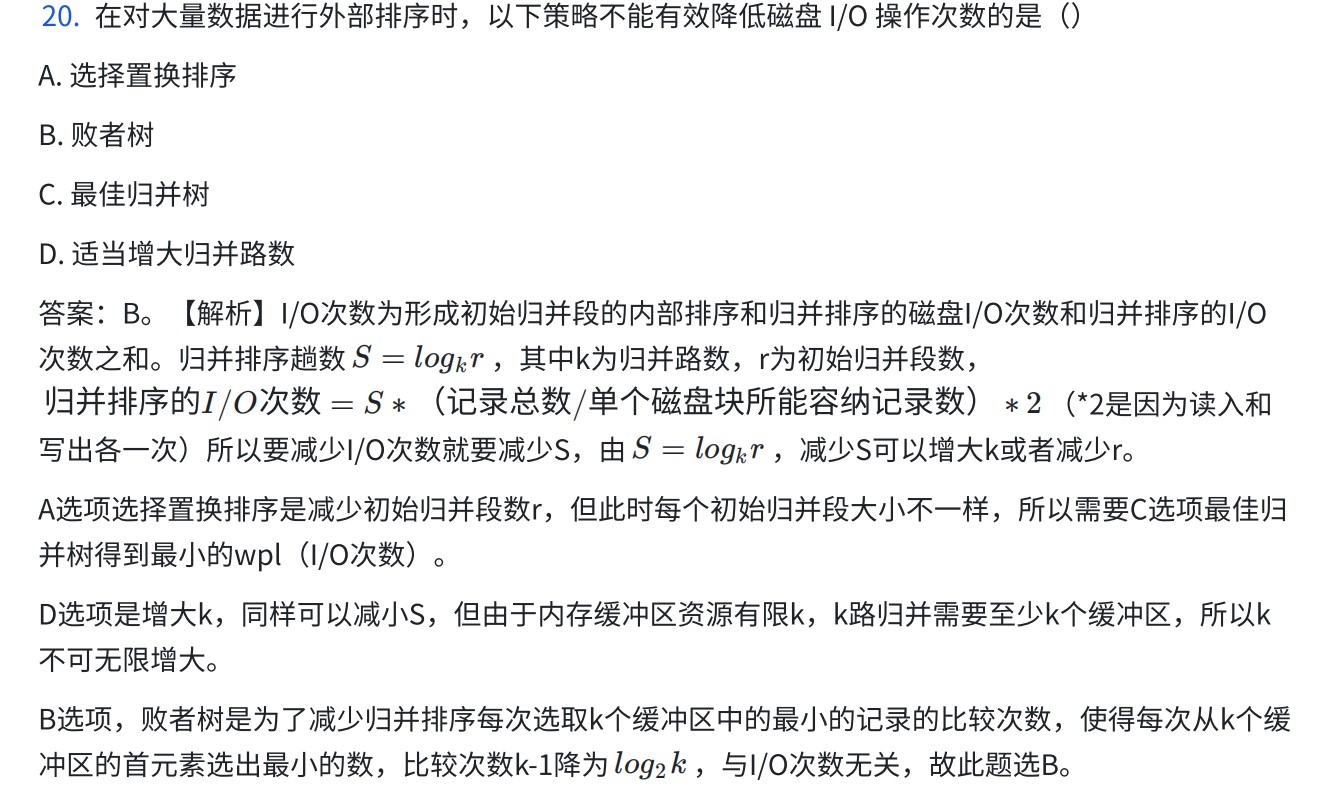 20. 在对大量数据进行外部排序时，以下策略不能有效降低磁盘 I/O 操作次数的是（）
A. 选择置换排序
B. 败者树
C. 最佳归并树
D. 适当增大归并路数
答案：B。【解析】I/O次数为形成初始归并段的内部排序和归并排序的磁盘I/O次数和归并排序的I/O
次数之和。归并排序趟数 $S = log_k r$ ，其中k为归并路数，r为初始归并段数，
归并排序的$I/O$次数 $= S *$ （记录总数/单个磁盘块所能容纳记录数） $* 2$ （*2是因为读入和
写出各一次）所以要减少I/O次数就要减少S，由 $S = log_k r$ ，减少S可以增大k或者减少r。
A选项选择置换排序是减少初始归并段数r，但此时每个初始归并段大小不一样，所以需要C选项最佳归
并树得到最小的wpl（I/O次数）。
D选项是增大k，同样可以减小S，但由于内存缓冲区资源有限k，k路归并需要至少k个缓冲区，所以k
不可无限增大。
B选项，败者树是为了减少归并排序每次选取k个缓冲区中的最小的记录的比较次数，使得每次从k个缓
冲区的首元素选出最小的数，比较次数k-1降为 $log_2 k$ ，与I/O次数无关，故此题选B。